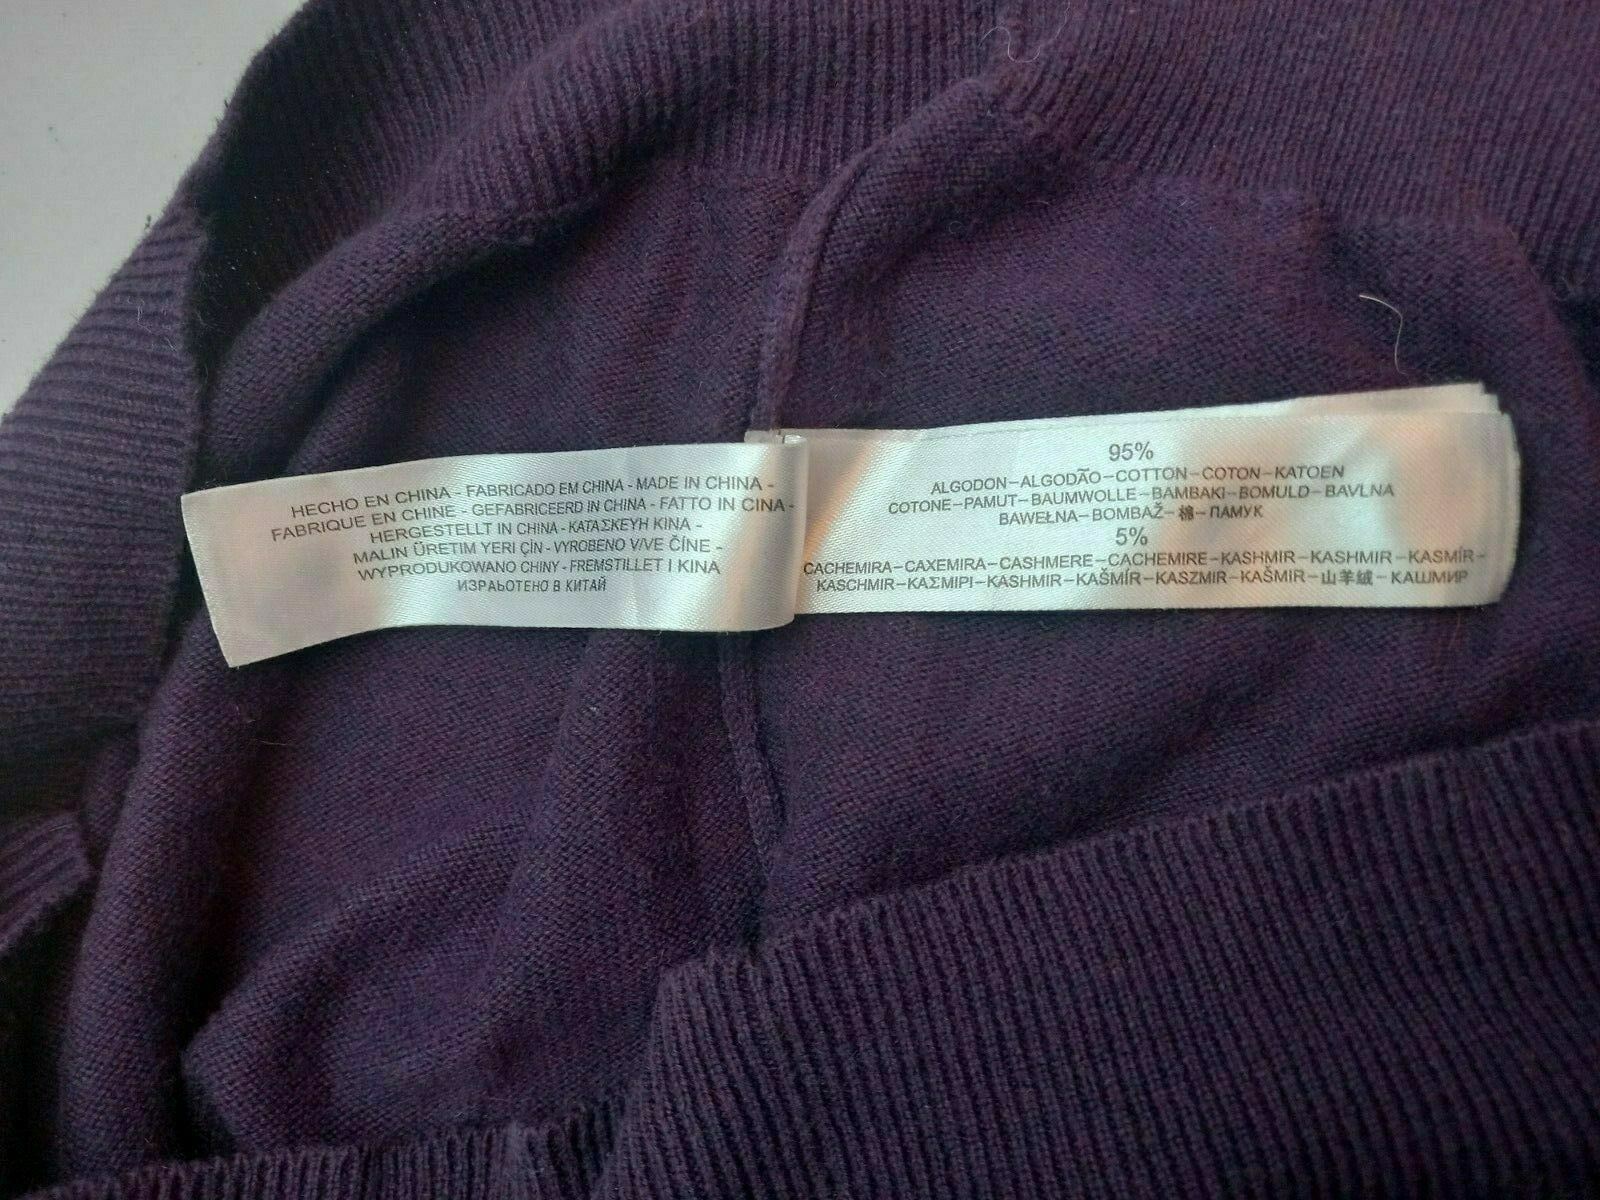 HECHO EN CHINA - FABRICADO EM CHINA - MADE IN CHINA -
FABRIQUE EN CHINE - GEFABRICEERD IN CHINA - FATTO IN CINA -
HERGESTELLT IN CHINA - ΚΑΤΑΣΚΕΥΗ ΚΙΝΑ -
MALIN ÜRETIM YERI ÇIN - VYROBENO V/VE ČÍNE -
WYPRODUKOWANO CHINY - FREMSTILLET I KINA
ИЗРАЬОТЕНО В КИТАЙ
95%
ALGODON-ALGODÃO-COTTON-COTON-KATOEN
COTONE-PAMUT-BAUMWOLLE-BAMBAKI-BOMULD-BAVLNA
BAWEŁNA-BOMBAŽ-棉-ПАМУК
5%
CACHEMIRA-CAXEMIRA-CASHMERE-CACHEMIRE-KASHMIR-KASHMIR-KASMÍR-
KASCHMIR-ΚΑΣΜΙΡΙ-KASHMIR-KAŠMÍR-KASZMIR-KAŠMIR-山羊绒-КАШМИР